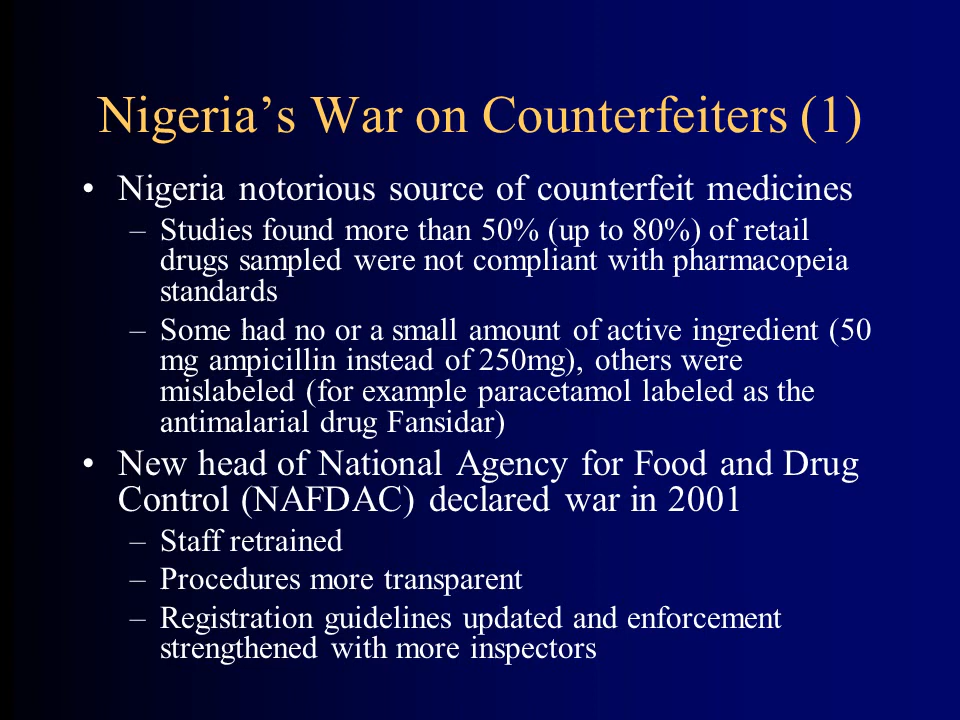 Nigeria’s War on Counterfeiters (1)
• Nigeria notorious source of counterfeit medicines
– Studies found more than 50% (up to 80%) of retail
drugs sampled were not compliant with pharmacopeia
standards
– Some had no or a small amount of active ingredient (50
mg ampicillin instead of 250mg), others were
mislabeled (for example paracetamol labeled as the
antimalarial drug Fansidar)
• New head of National Agency for Food and Drug
Control (NAFDAC) declared war in 2001
– Staff retrained
– Procedures more transparent
– Registration guidelines updated and enforcement
strengthened with more inspectors